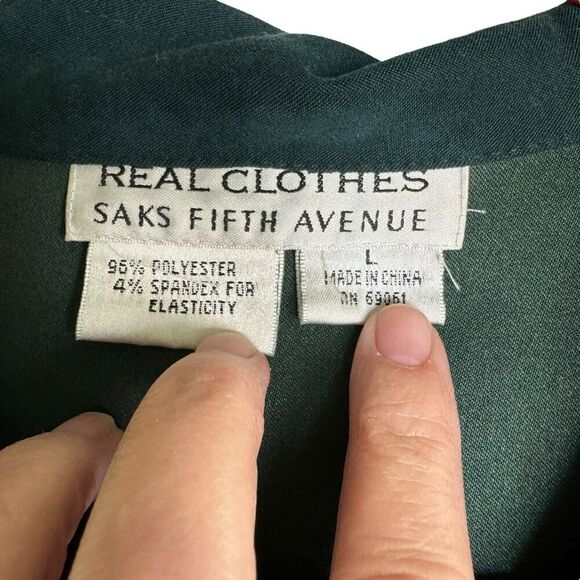 REAL CLOTHES
SAKS FIFTH AVENUE
96% POLYESTER
4% SPANDEX FOR
ELASTICITY
L
MADE IN CHINA
RN 69061